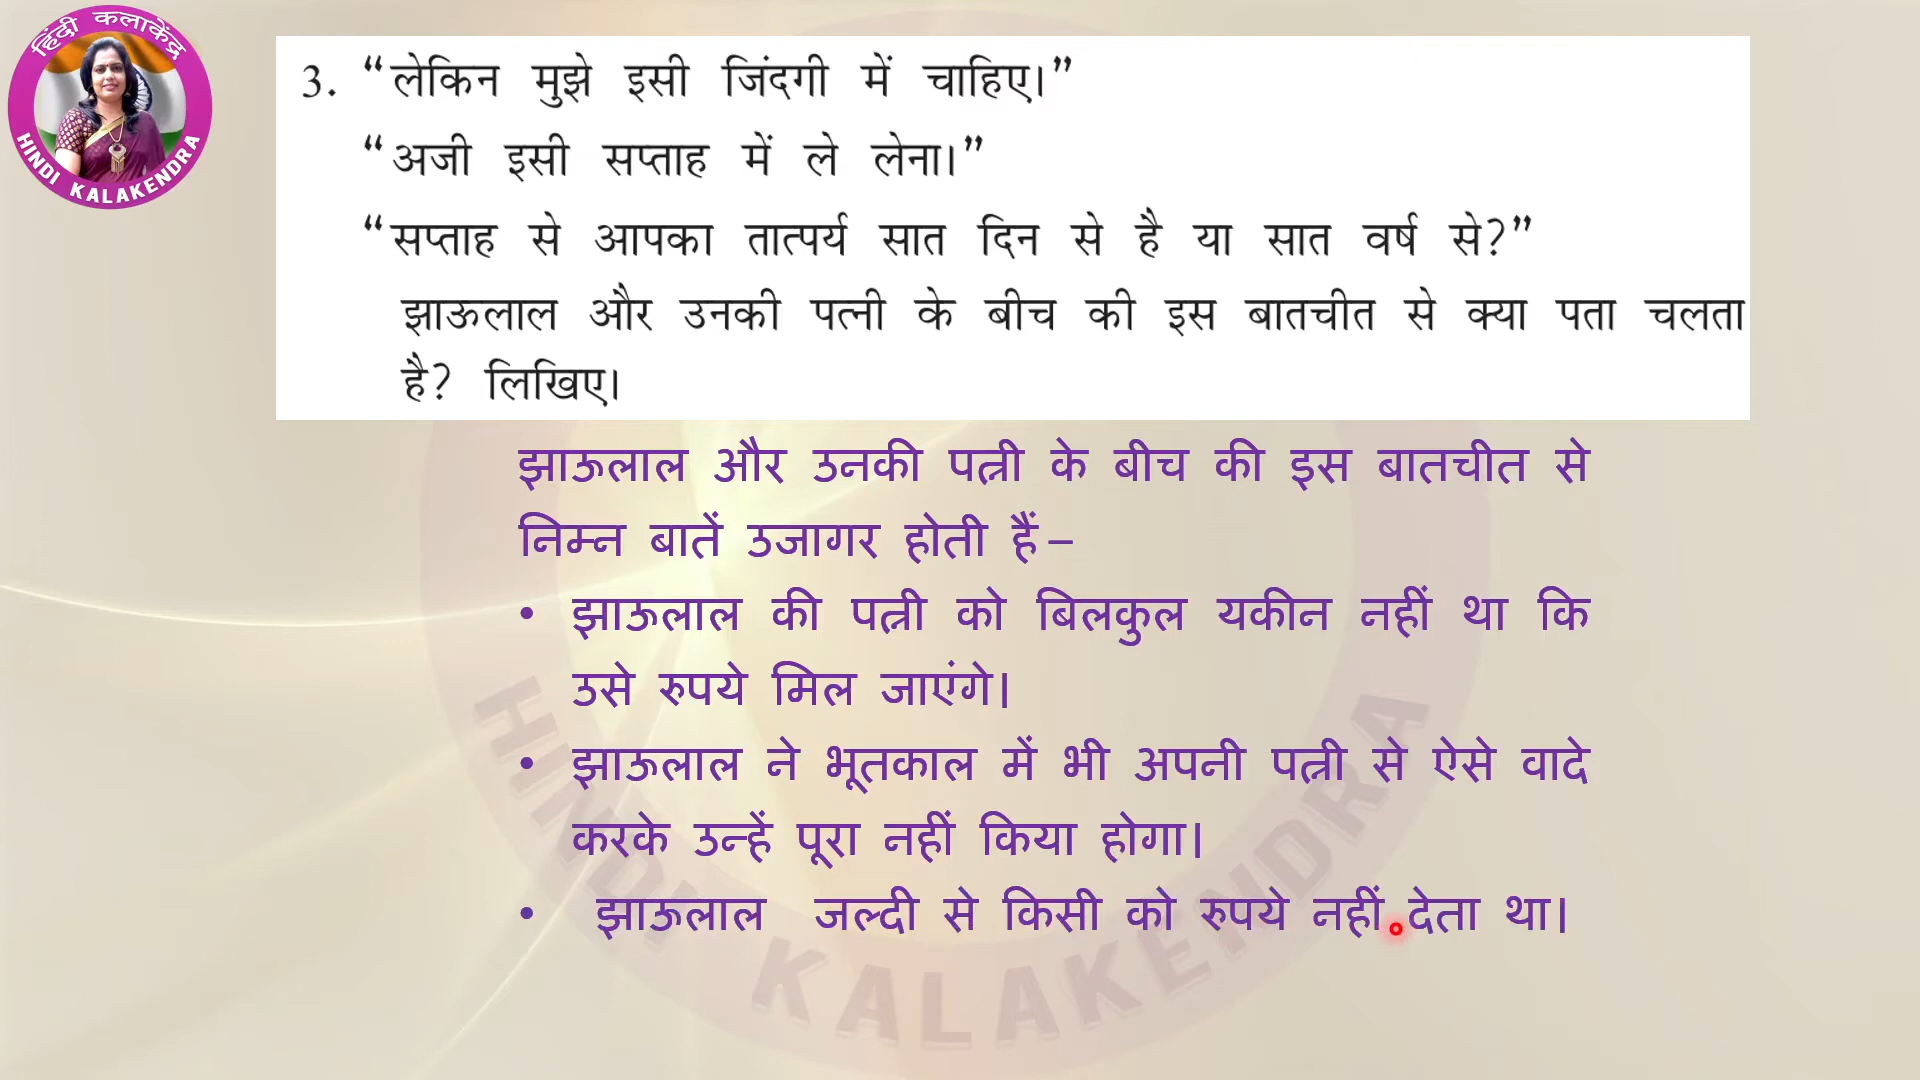 हिंदी कलाकेंद्र
HINDI KALAKENDRA
3. “लेकिन मुझे इसी जिंदगी में चाहिए।”
“अजी इसी सप्ताह में ले लेना।”
“सप्ताह से आपका तात्पर्य सात दिन से है या सात वर्ष से?”
झाऊलाल और उनकी पत्नी के बीच की इस बातचीत से क्या पता चलता
है? लिखिए।
झाऊलाल और उनकी पत्नी के बीच की इस बातचीत से
निम्न बातें उजागर होती हैं–
• झाऊलाल की पत्नी को बिलकुल यकीन नहीं था कि
उसे रुपये मिल जाएंगे।
• झाऊलाल ने भूतकाल में भी अपनी पत्नी से ऐसे वादे
करके उन्हें पूरा नहीं किया होगा।
• झाऊलाल जल्दी से किसी को रुपये नहीं देता था।
HINDI KALAKENDRA